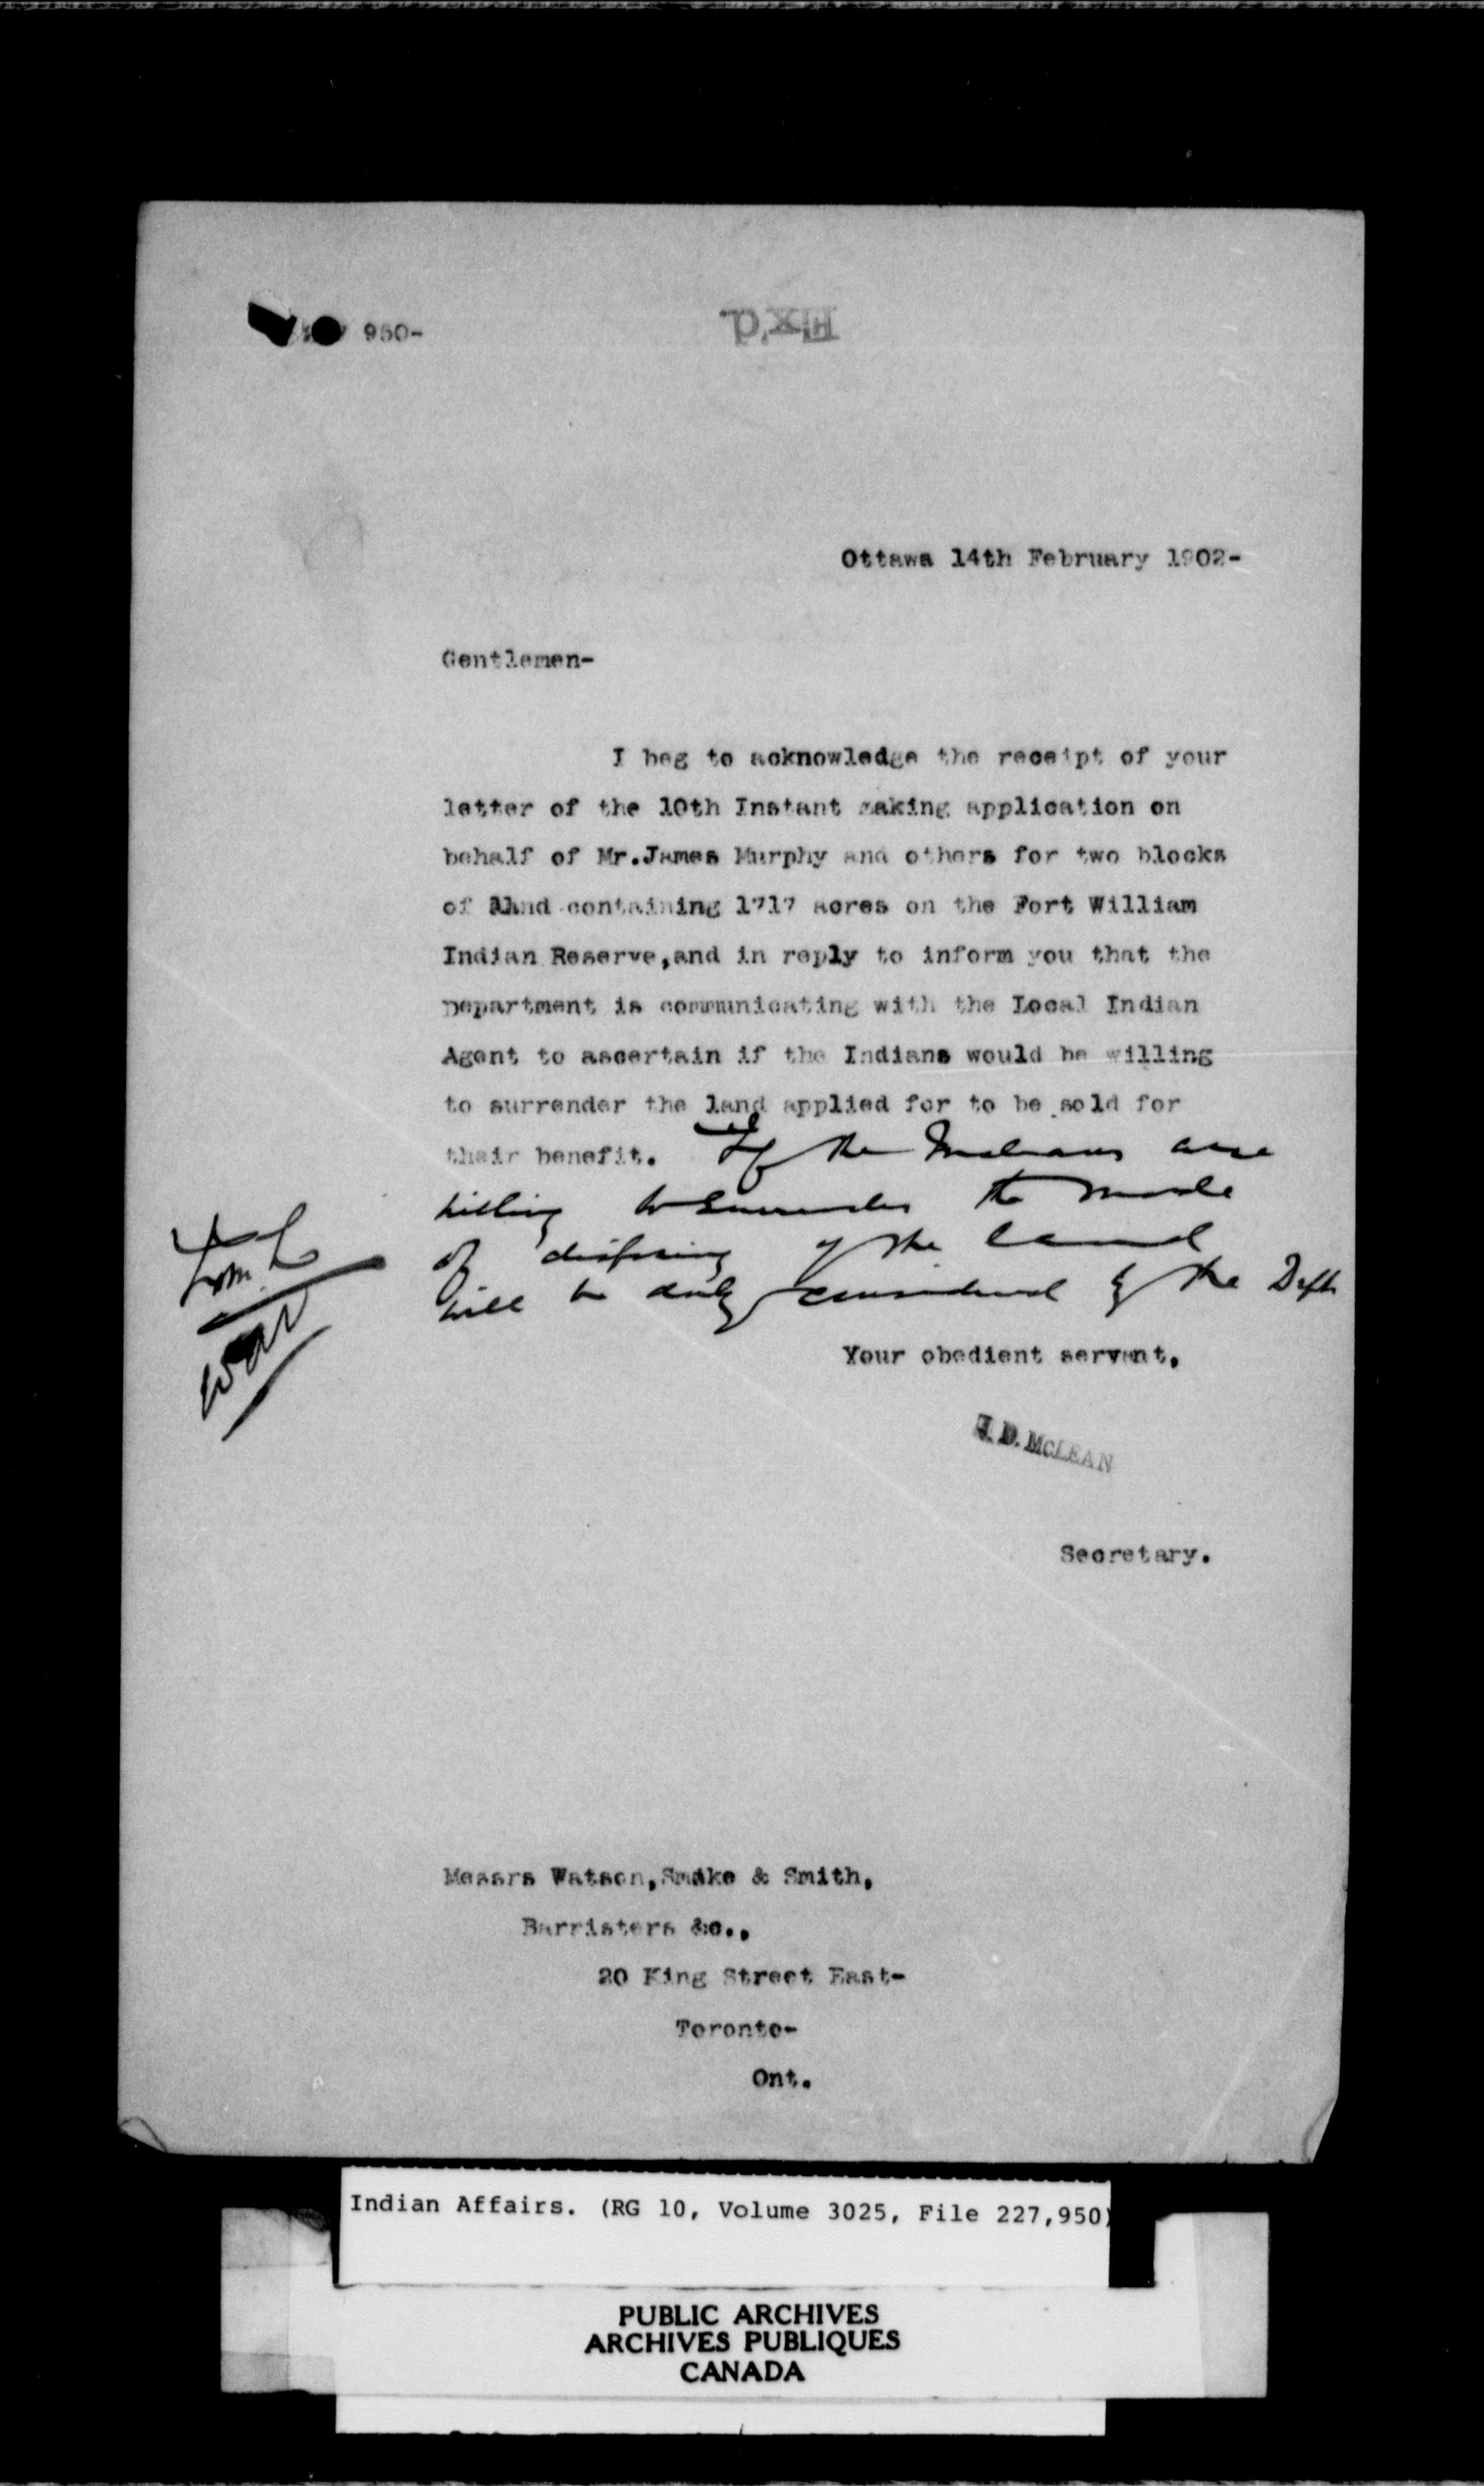 950-
Ex'd.
Ottawa 14th February 1902-
Gentlemen-
I beg to acknowledge the receipt of your
letter of the 10th Instant making application on
behalf of Mr.James Murphy and others for two blocks
of land containing 1717 acres on the Fort William
Indian Reserve,and in reply to inform you that the
Department is communicating with the Local Indian
Agent to ascertain if the Indians would be willing
to surrender the land applied for to be sold for
their benefit. If the Indians are
willing to surrender the mode
of disposing of the land
will be duly considered by the Dept
Your obedient servant,
J.D. McLEAN
Secretary.
Messrs Watson,Smoke & Smith,
Barristers &c.,
20 King Street East-
Toronto-
Ont.
Indian Affairs. (RG 10, Volume 3025, File 227,950)
PUBLIC ARCHIVES
ARCHIVES PUBLIQUES
CANADA